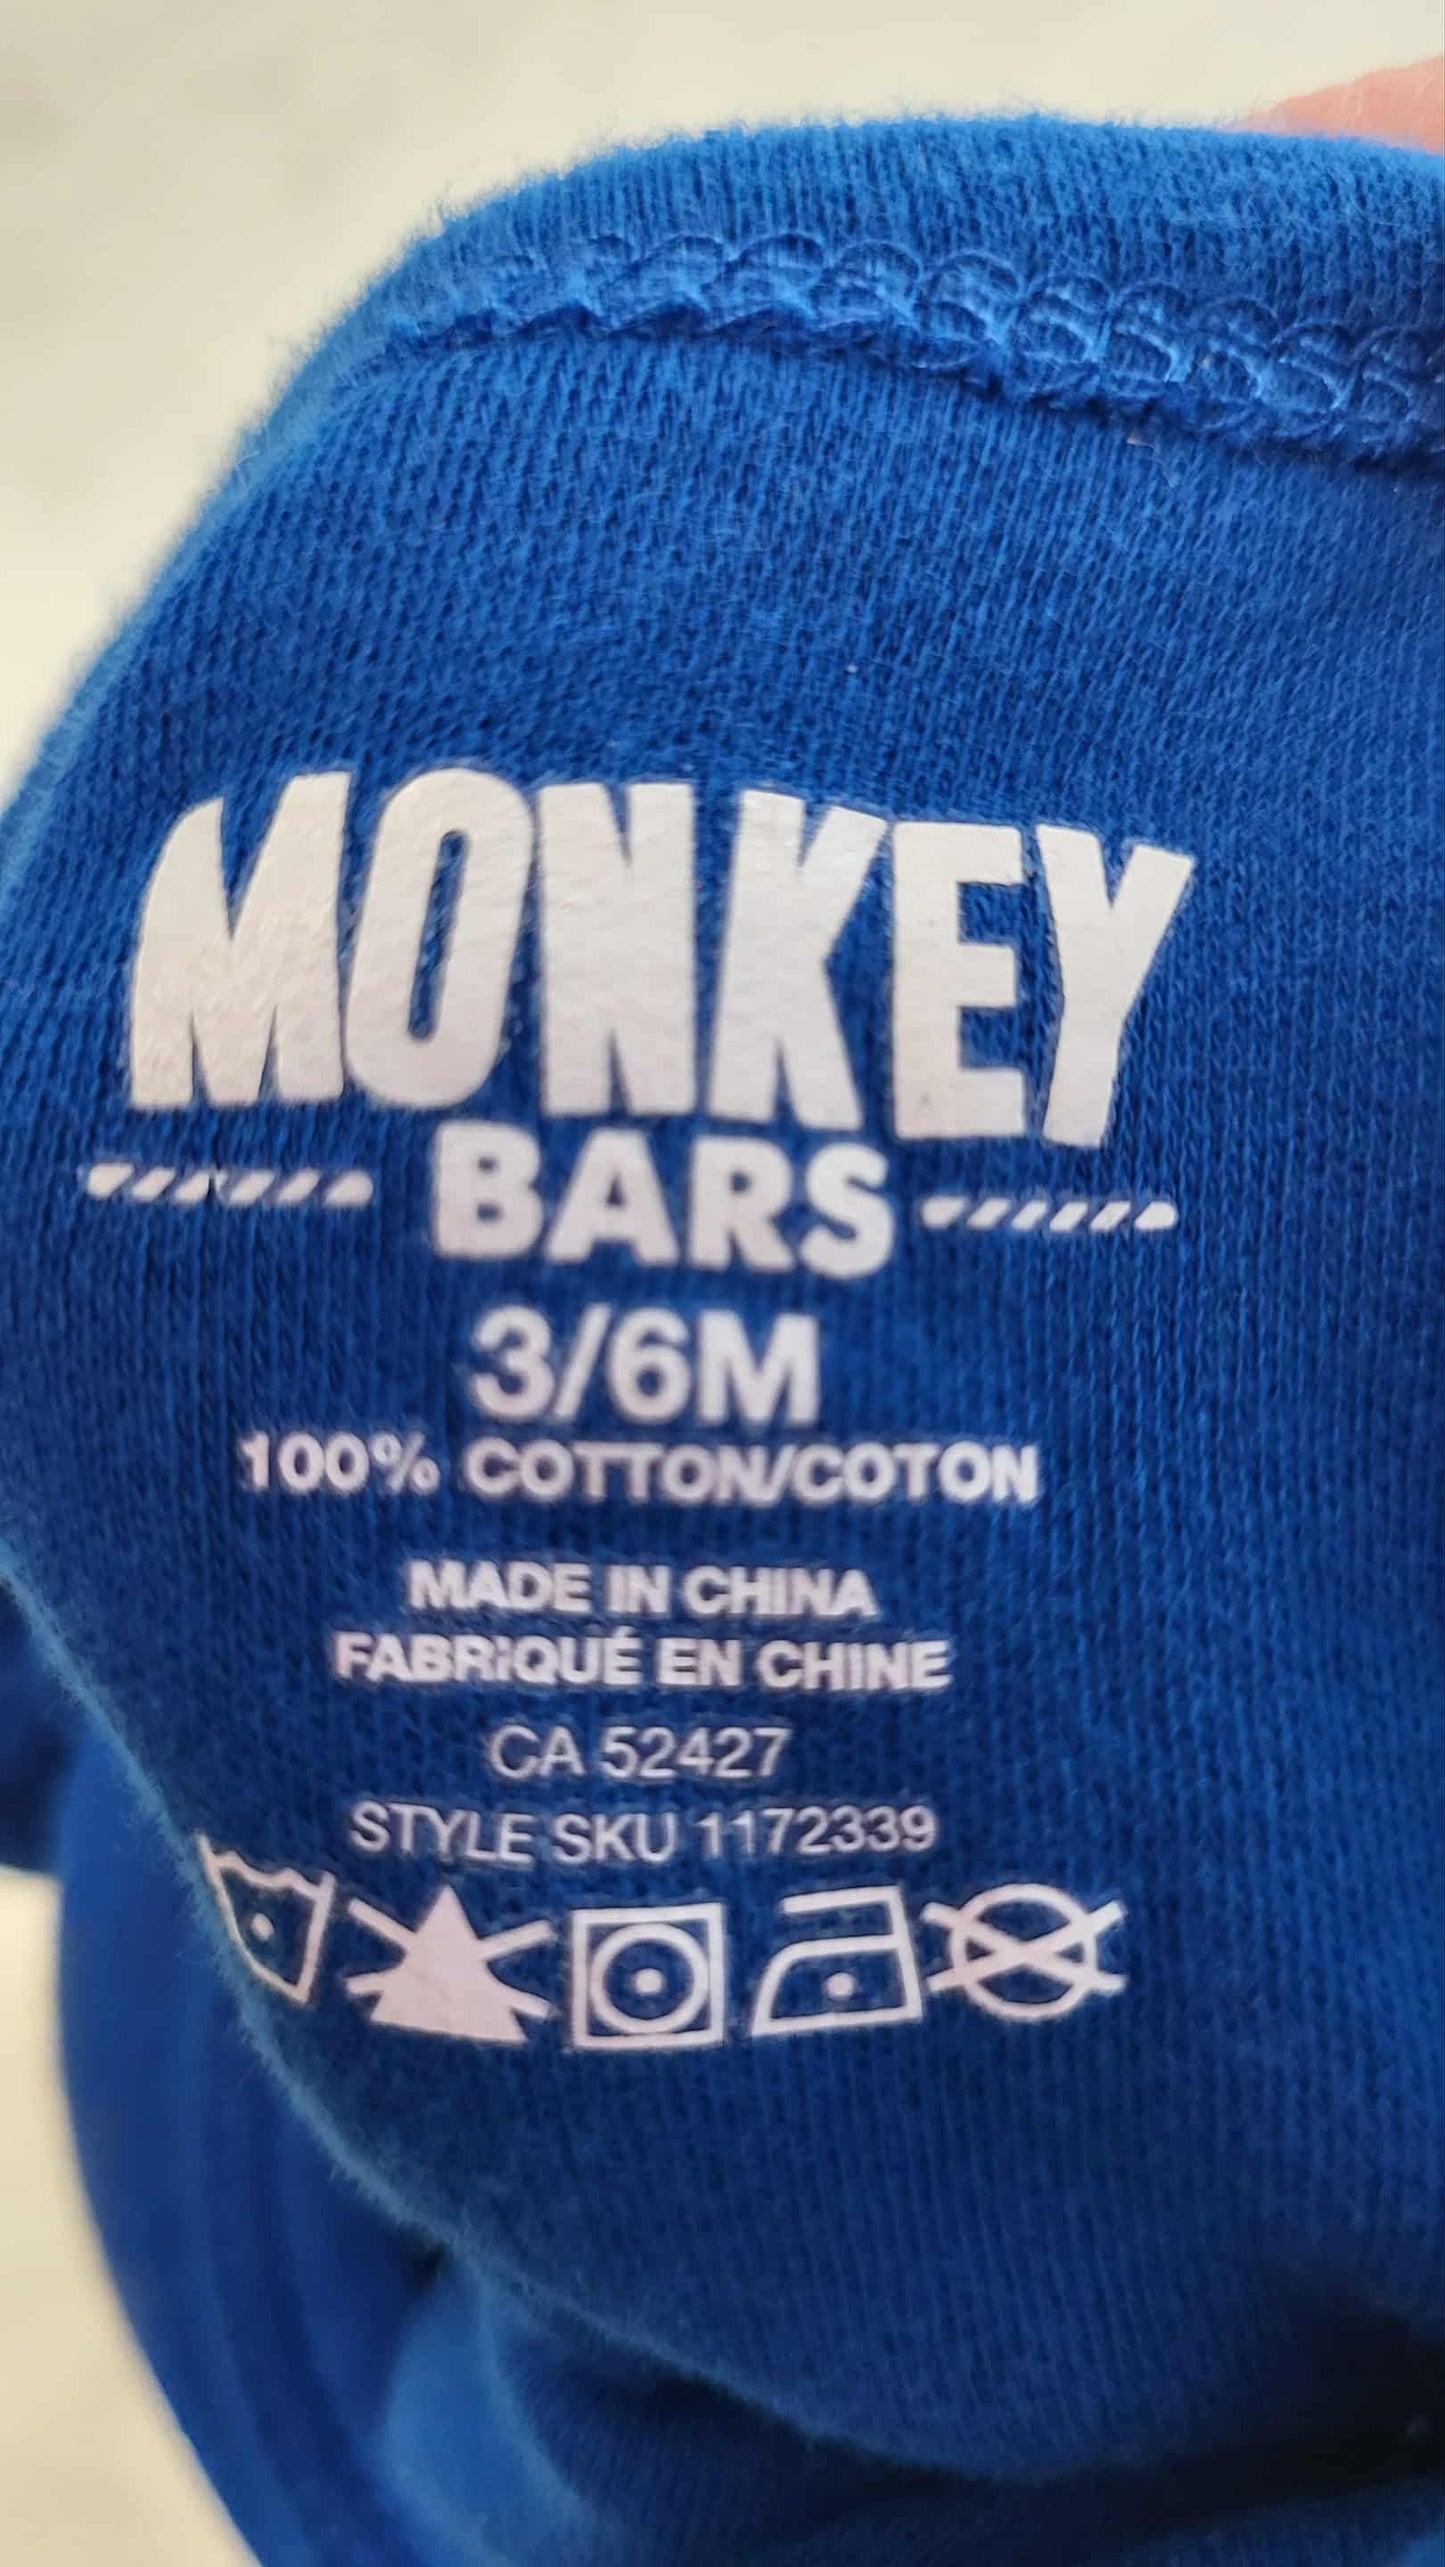 MONKEY
BARS
3/6M
100% COTTON/COTON
MADE IN CHINA
FABRiQUÉ EN CHINE
CA 52427
STYLE SKU 1172339